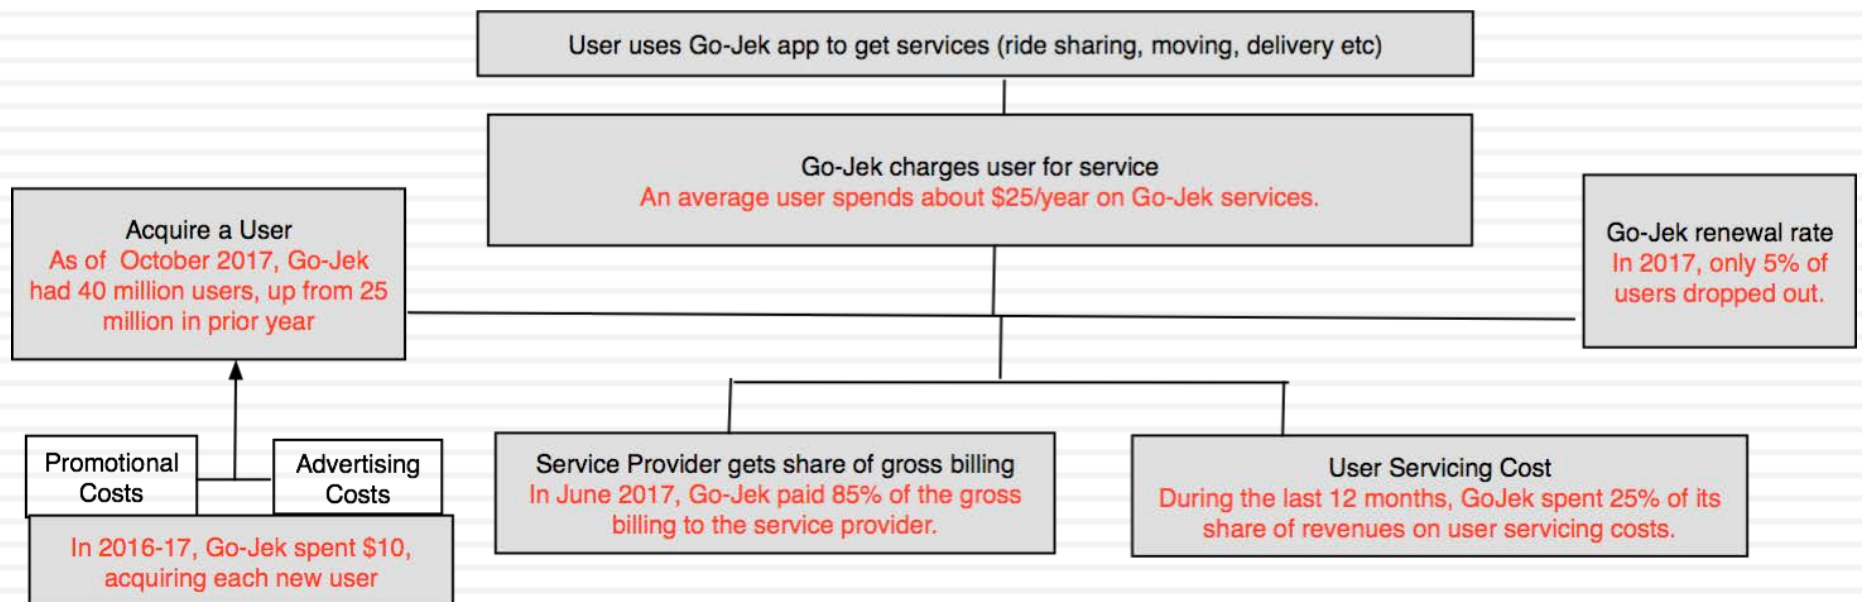 User uses Go-Jek app to get services (ride sharing, moving, delivery etc)
Go-Jek charges user for service
An average user spends about $25/year on Go-Jek services.
Acquire a User
As of October 2017, Go-Jek
had 40 million users, up from 25
million in prior year
Go-Jek renewal rate
In 2017, only 5% of
users dropped out.
Promotional
Costs
Advertising
Costs
In 2016-17, Go-Jek spent $10,
acquiring each new user
Service Provider gets share of gross billing
In June 2017, Go-Jek paid 85% of the gross
billing to the service provider.
User Servicing Cost
During the last 12 months, GoJek spent 25% of its
share of revenues on user servicing costs.